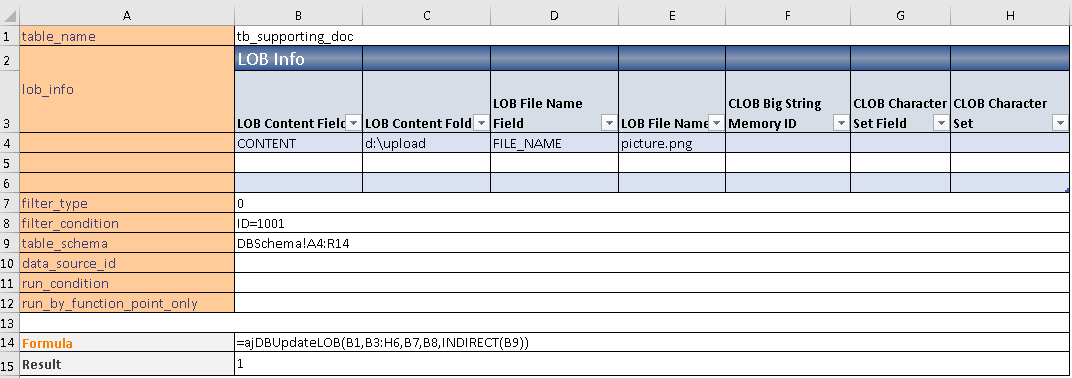 A B C D E F G H
1 table_name tb_supporting_doc
2 LOB Info
lob_info
LOB File Name CLOB Big String CLOB Character CLOB Character
3 LOB Content Field LOB Content Fold Field LOB File Name Memory ID Set Field Set
4 CONTENT d:\upload FILE_NAME picture.png
5
6
7 filter_type 0
8 filter_condition ID=1001
9 table_schema DBSchema!A4:R14
10 data_source_id
11 run_condition
12 run_by_function_point_only
13
14 Formula =ajDBUpdateLOB(B1,B3:H6,B7,B8,INDIRECT(B9))
15 Result 1